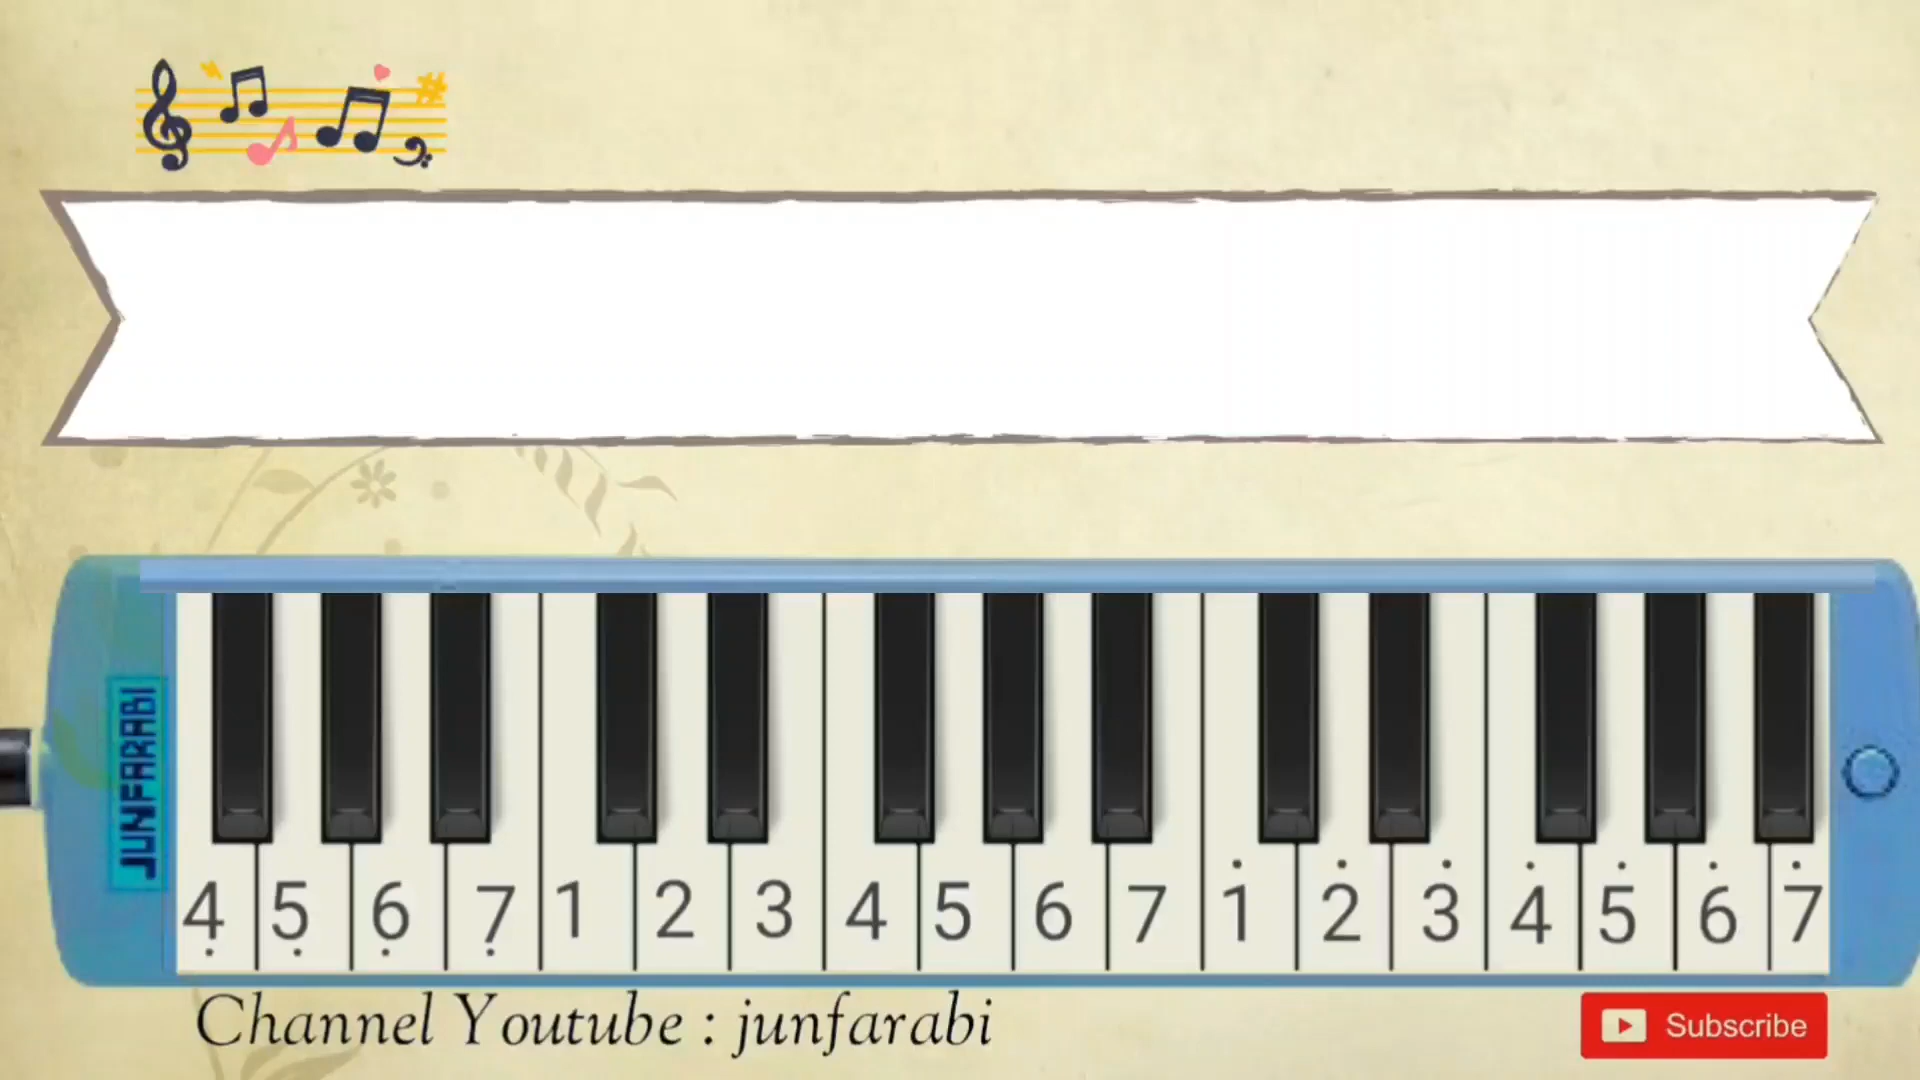 JUNFARABI
4̣ 5̣ 6̣ 7̣ 1 2 3 4 5 6 7 1̇ 2̇ 3̇ 4̇ 5̇ 6̇ 7̇
Channel Youtube : junfarabi
Subscribe